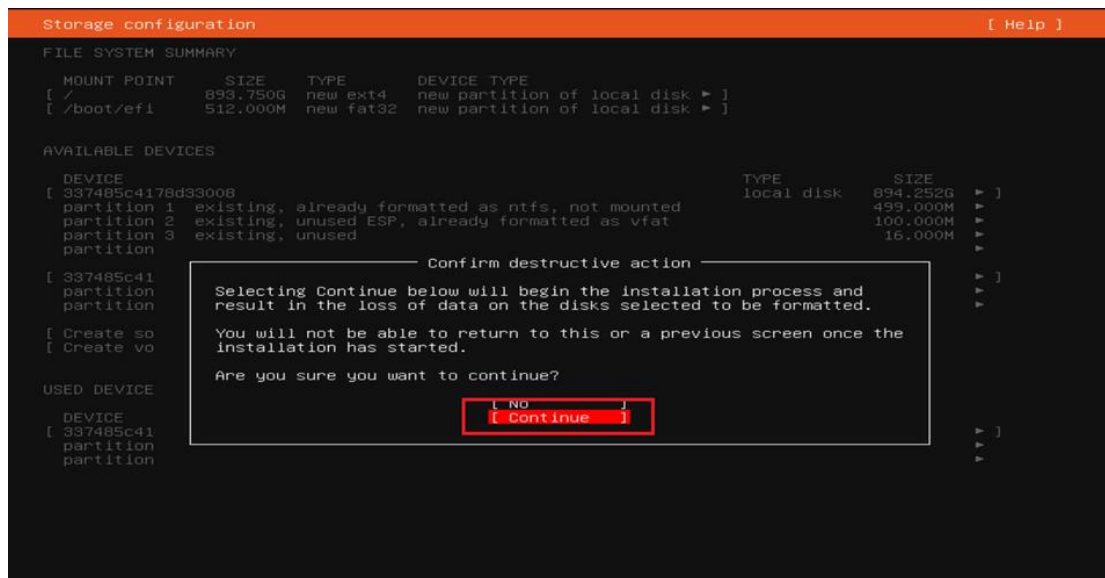 Storage configuration [ Help ]
FILE SYSTEM SUMMARY
MOUNT POINT SIZE TYPE DEVICE TYPE
[ / 893.750G new ext4 new partition of local disk ► ]
[ /boot/efi 512.000M new fat32 new partition of local disk ► ]
AVAILABLE DEVICES
DEVICE TYPE SIZE
[ 337485c4178d33008 local disk 894.252G ► ]
partition 1 existing, already formatted as ntfs, not mounted 499.000M ►
partition 2 existing, unused ESP, already formatted as vfat 100.000M ►
partition 3 existing, unused 16.000M ►
partition ►
Confirm destructive action
[ 337485c41 ► ]
partition ►
partition ►
Selecting Continue below will begin the installation process and
result in the loss of data on the disks selected to be formatted.
[ Create so
[ Create vo
You will not be able to return to this or a previous screen once the
installation has started.
Are you sure you want to continue?
USED DEVICE
[ No ]
[ Continue ]
DEVICE
[ 337485c41 ► ]
partition ►
partition ►